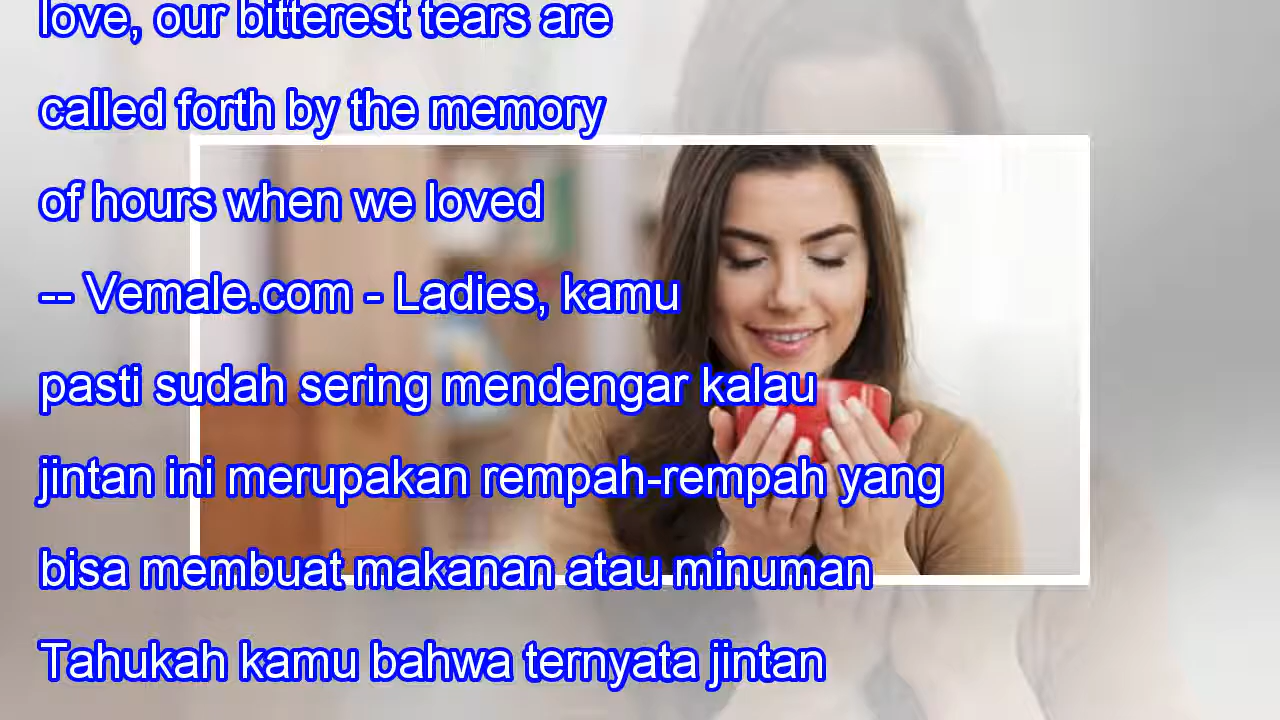 love, our bitterest tears are
called forth by the memory
of hours when we loved
-- Vemale.com - Ladies, kamu
pasti sudah sering mendengar kalau
jintan ini merupakan rempah-rempah yang
bisa membuat makanan atau minuman
Tahukah kamu bahwa ternyata jintan